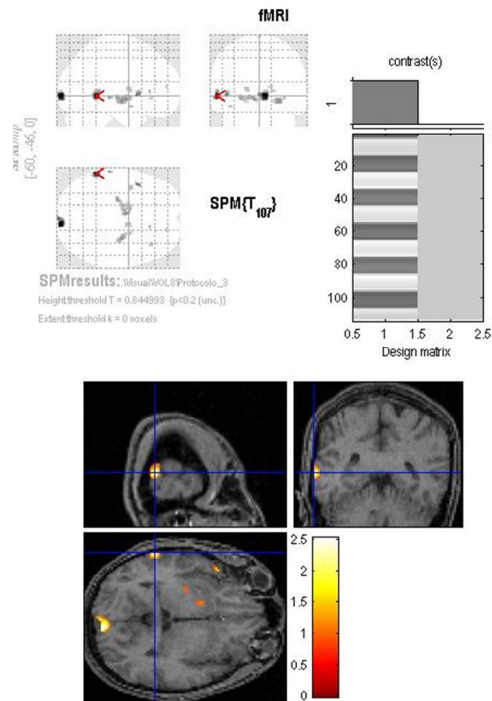 fMRI
contrast(s)
1
[-60, -46, 0]
SPM{T107}
20
40
60
80
100
0.5 1 1.5 2 2.5
Design matrix
SPMresults:
Height threshold T = 0.844993 {p<0.2 (unc.)}
Extent threshold k = 0 voxels
2.5
2
1.5
1
0.5
0